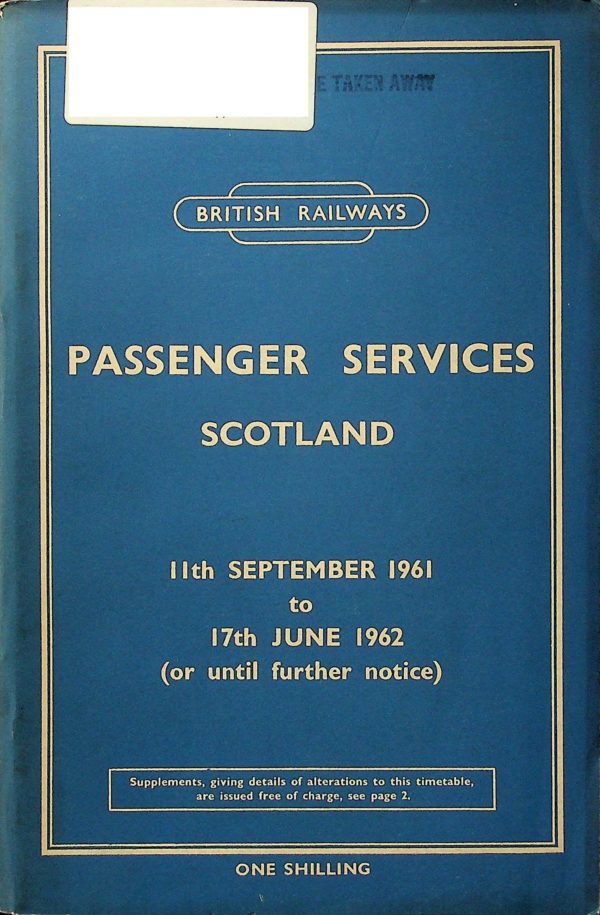 E TAKEN AWAY
BRITISH RAILWAYS
PASSENGER SERVICES
SCOTLAND
11th SEPTEMBER 1961
to
17th JUNE 1962
(or until further notice)
Supplements, giving details of alterations to this timetable,
are issued free of charge, see page 2.
ONE SHILLING